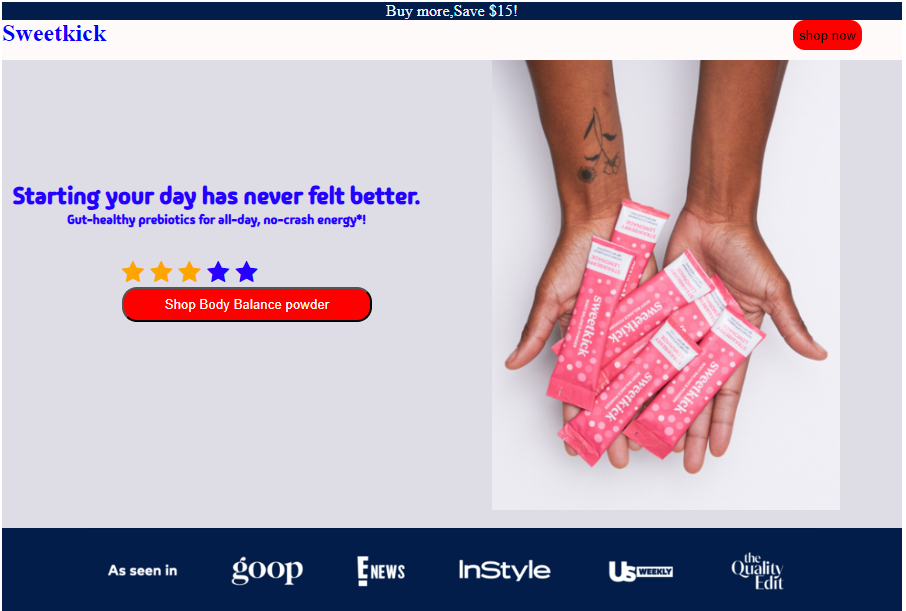 Buy more,Save $15!
Sweetkick
shop now
Starting your day has never felt better.
Gut-healthy prebiotics for all-day, no-crash energy*!
Shop Body Balance powder
STRAWBERRY
LEMONADE
sweetkick
sweetkick
sweetkick
sweetkick
As seen in
goop
E! NEWS
InStyle
Us WEEKLY
the
Quality
Edit